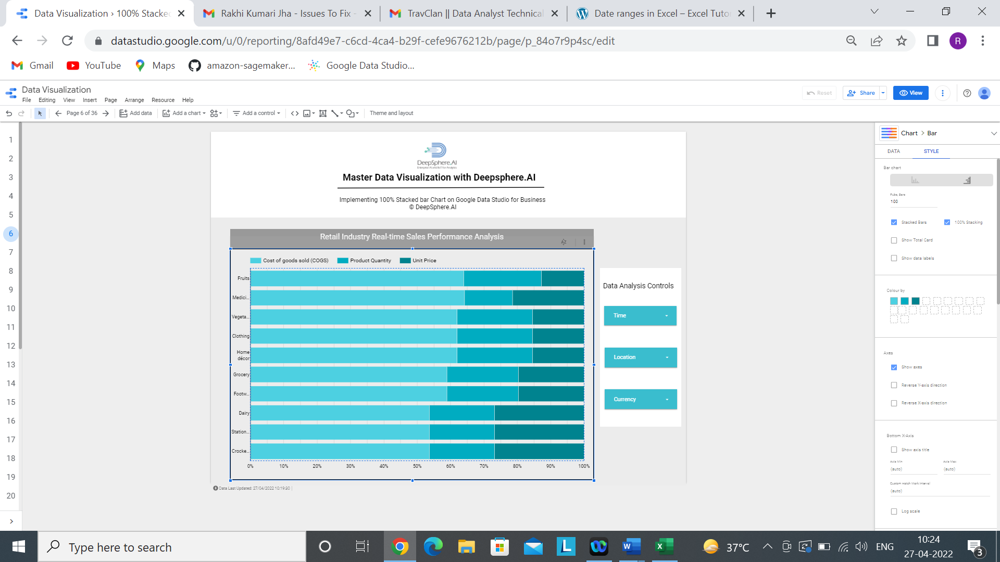 Data Visualization › 100% Stacked
Rakhi Kumari Jha - Issues To Fix -
TravClan || Data Analyst Technical
Date ranges in Excel – Excel Tutor
datastudio.google.com/u/0/reporting/8afd49e7-c6cd-4ca4-b29f-cefe9676212b/page/p_84o7r9p4sc/edit
R
Gmail YouTube Maps amazon-sagemaker... Google Data Studio...
Data Visualization
File Editing View Insert Page Arrange Resource Help
Reset Share View
Page 6 of 36 Add data Add a chart Add a control Theme and layout
1
2
3
4
5
6
7
8
9
10
11
12
13
14
15
16
17
18
19
20
DeepSphere.AI
Master Data Visualization with Deepsphere.AI
Implementing 100% Stacked bar Chart on Google Data Studio for Business
© DeepSphere.AI
Retail Industry Real-time Sales Performance Analysis
Cost of goods sold (COGS) Product Quantity Unit Price
Fruits
Medici...
Vegeta...
Clothing
Home
décor
Grocery
Footw...
Dairy
Station...
Crocke...
0% 10% 20% 30% 40% 50% 60% 70% 80% 90% 100%
Data Last Updated: 27/04/2022 10:19:30
Data Analysis Controls
Time
Location
Currency
Chart > Bar
DATA STYLE
Bar chart
100
Stacked Bars 100% Stacking
Show Total Card
Show data labels
Colour by
Axes
Show axes
Reverse Y-axis direction
Reverse X-axis direction
Bottom X-Axis
Show axis title
Axis Min Axis Max
(auto) (auto)
Custom Hatch Mark Interval
(auto)
Log scale
Type here to search
L
W
X
37°C
ENG
10:24
27-04-2022
3